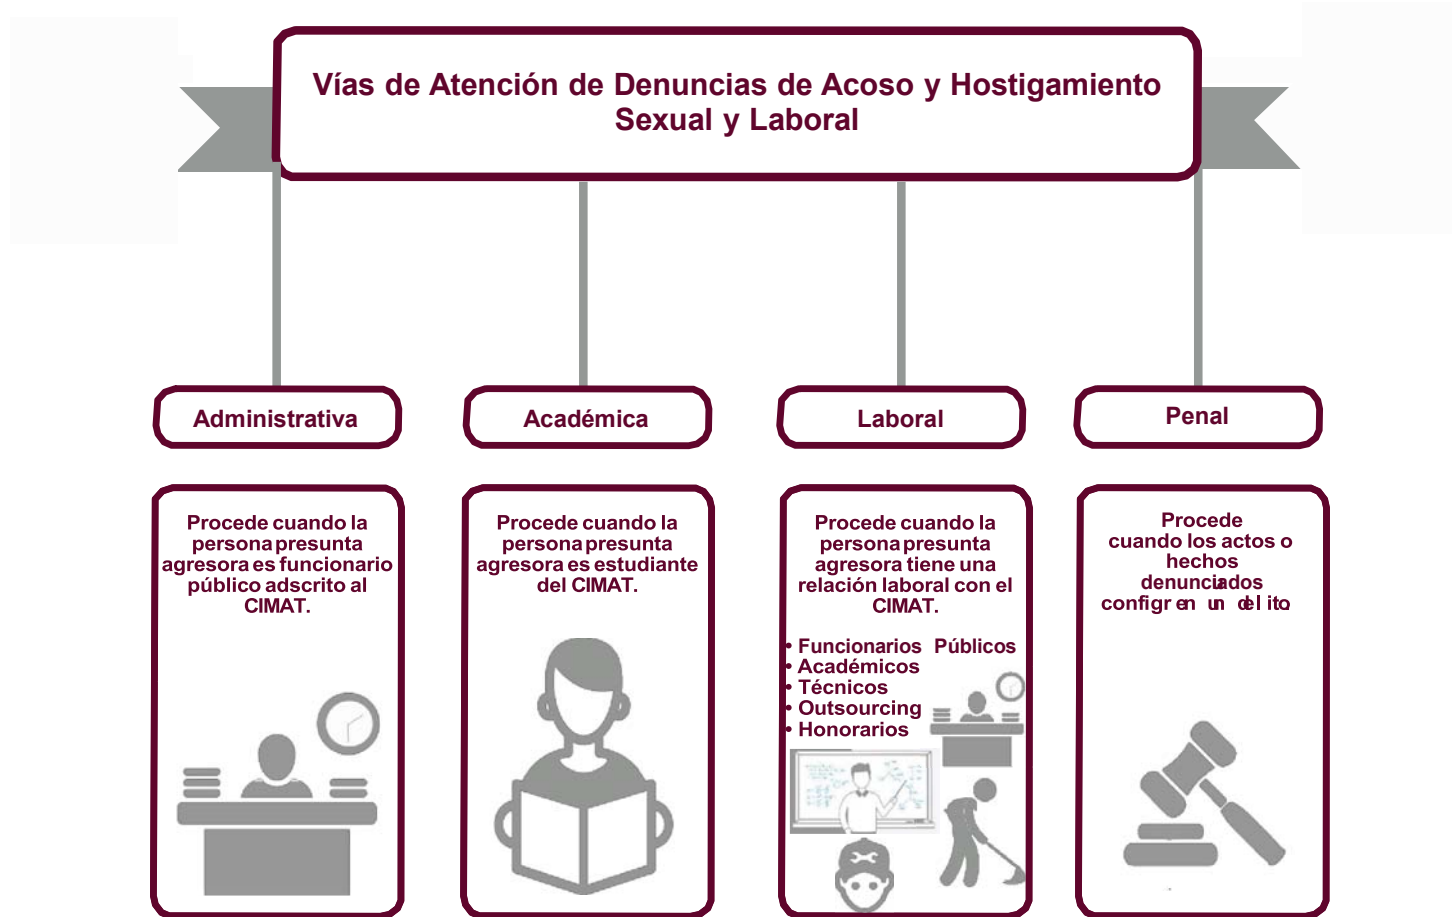 Vías de Atención de Denuncias de Acoso y Hostigamiento
Sexual y Laboral
Administrativa
Académica
Laboral
Penal
Procede cuando la
persona presunta
agresora es funcionario
público adscrito al
CIMAT.
Procede cuando la
persona presunta
agresora es estudiante
del CIMAT.
Procede cuando la
persona presunta
agresora tiene una
relación laboral con el
CIMAT.
• Funcionarios Públicos
• Académicos
• Técnicos
• Outsourcing
• Honorarios
Procede
cuando los actos o
hechos
denunciados
configren un delito